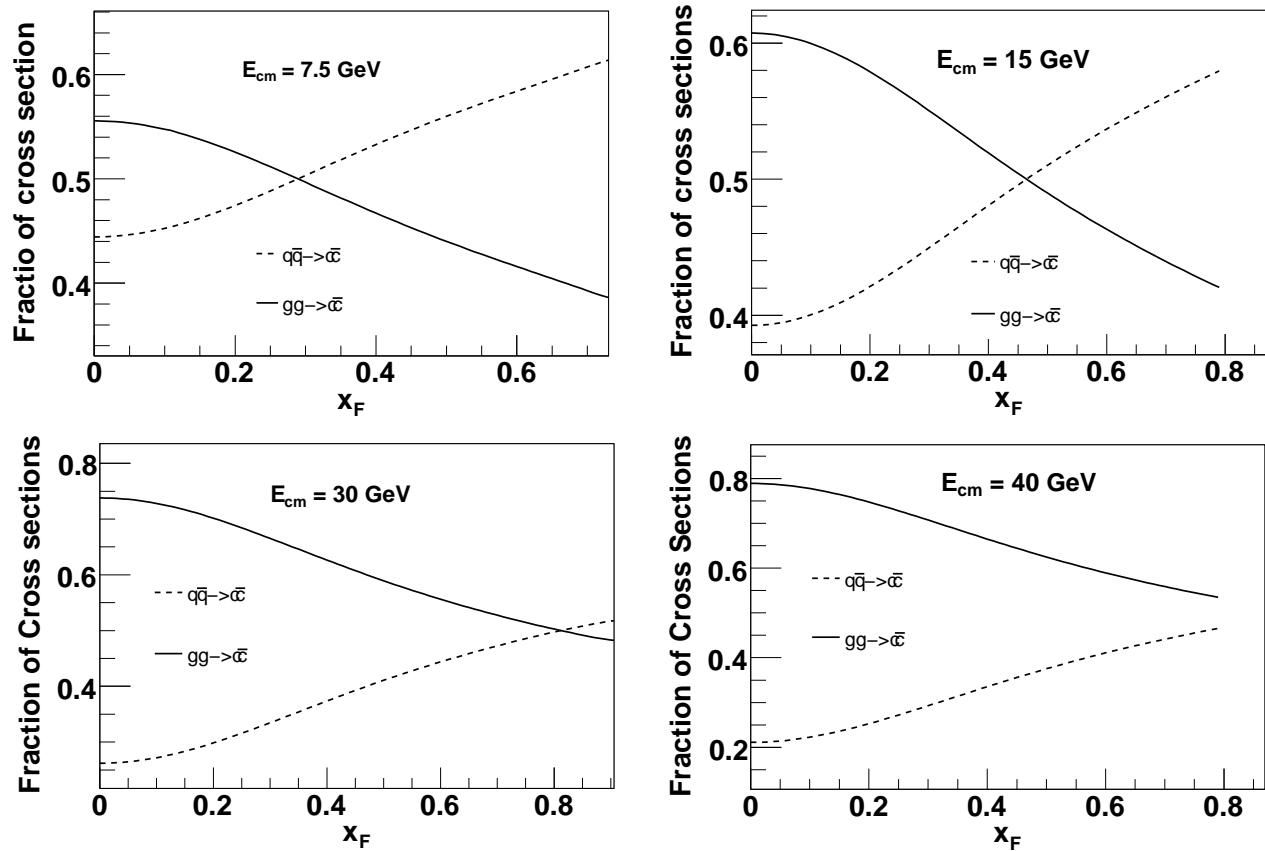 Fractio of cross section
0.6
0.5
0.4
E_cm = 7.5 GeV
qq̄->cc̄
gg->cc̄
0 0.2 0.4 0.6
x_F
Fraction of cross sections
0.6
0.5
0.4
E_cm = 15 GeV
qq̄->cc̄
gg->cc̄
0 0.2 0.4 0.6 0.8
x_F
Fraction of Cross sections
0.8
0.6
0.4
E_cm = 30 GeV
qq̄->cc̄
gg->cc̄
0 0.2 0.4 0.6 0.8
x_F
Fraction of Cross Sections
0.8
0.6
0.4
0.2
E_cm = 40 GeV
qq̄->cc̄
gg->cc̄
0 0.2 0.4 0.6 0.8
x_F